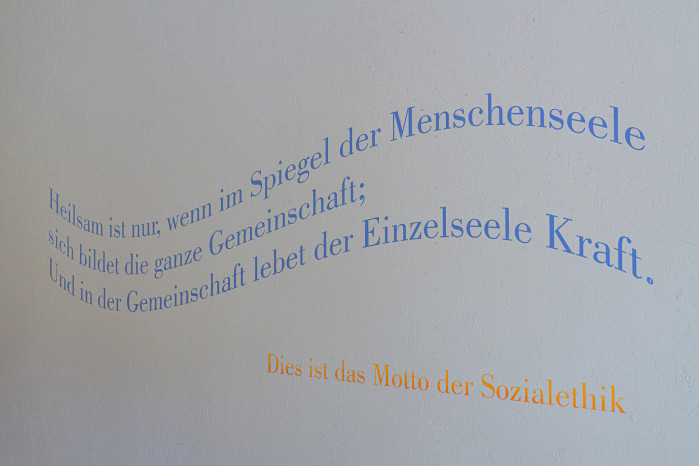 Heilsam ist nur, wenn im Spiegel der Menschenseele
sich bildet die ganze Gemeinschaft;
Und in der Gemeinschaft lebet der Einzelseele Kraft.
Dies ist das Motto der Sozialethik